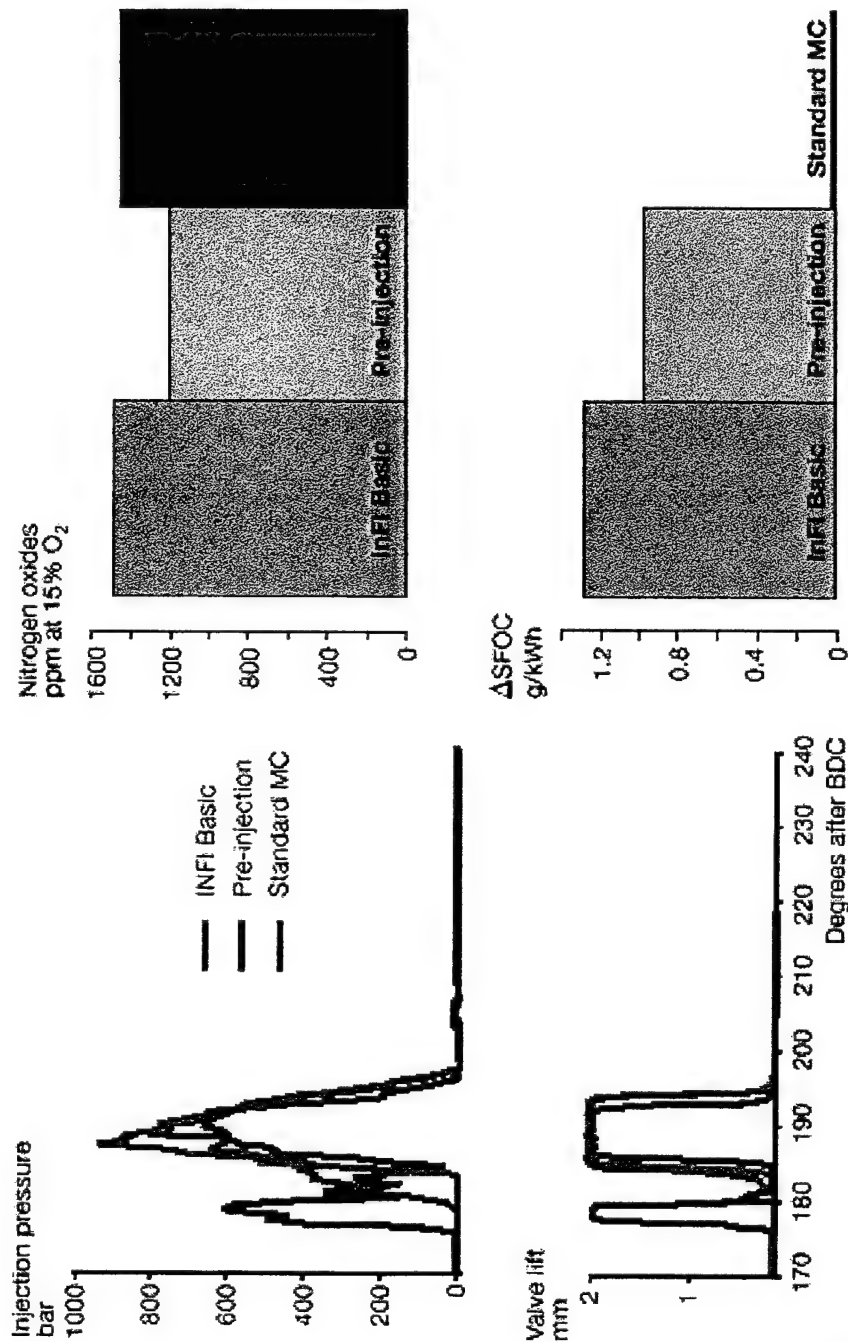 Injection pressure
bar
1000
800
600
400
200
0
INFI Basic
Pre-injection
Standard MC
Valve lift
mm
2
1
170
180
190
200
210
220
230
240
Degrees after BDC
Nitrogen oxides
ppm at 15% O2
1600
1200
800
400
0
InFI Basic
Pre-injection
ΔSFOC
g/kWh
1.2
0.8
0.4
0
InFI Basic
Pre-injection
Standard MC